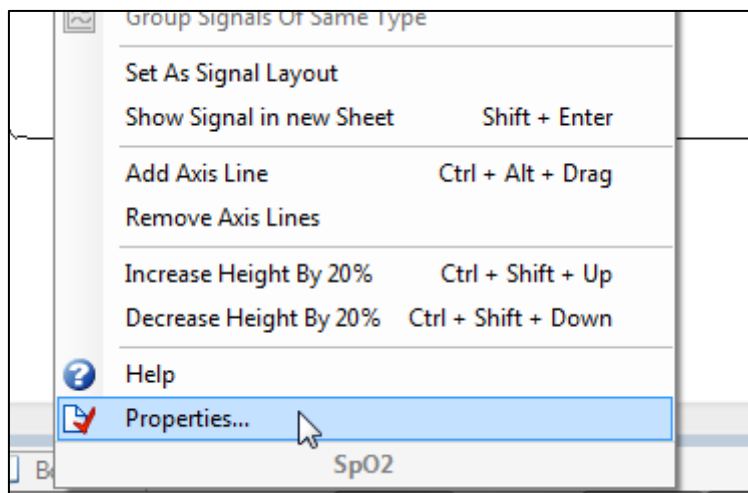 Group Signals Of Same Type
Set As Signal Layout
Show Signal in new Sheet Shift + Enter
Add Axis Line Ctrl + Alt + Drag
Remove Axis Lines
Increase Height By 20% Ctrl + Shift + Up
Decrease Height By 20% Ctrl + Shift + Down
Help
Properties...
SpO2